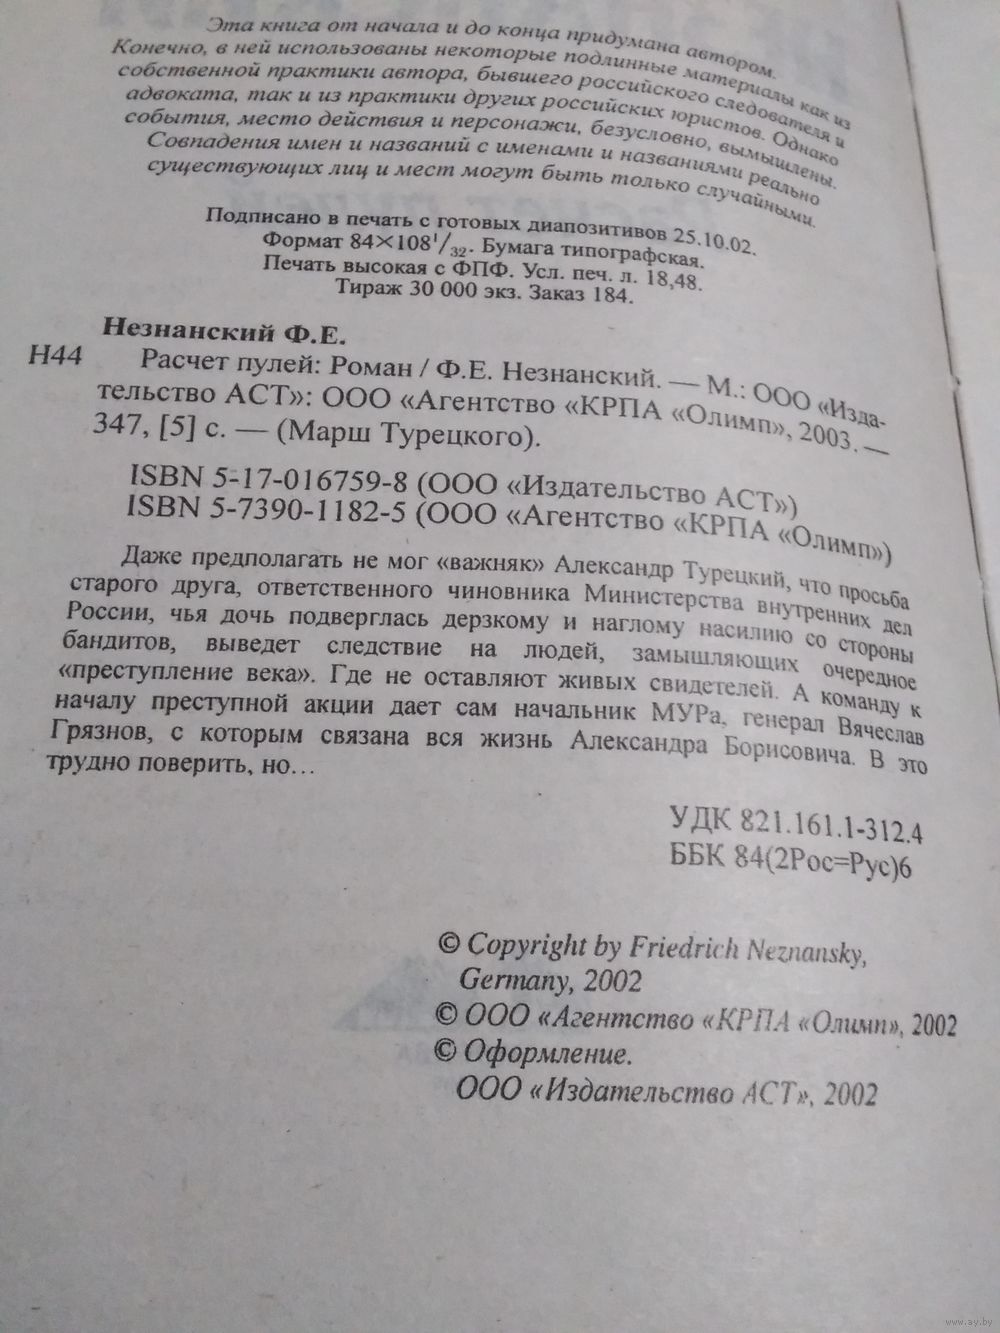 Эта книга от начала и до конца придумана автором.
Конечно, в ней использованы некоторые подлинные материалы как из
собственной практики автора, бывшего российского следователя и
адвоката, так и из практики других российских юристов. Однако
события, место действия и персонажи, безусловно, вымышлены.
Совпадения имен и названий с именами и названиями реально
существующих лиц и мест могут быть только случайными.
Подписано в печать с готовых диапозитивов 25.10.02.
Формат 84×108¹/₃₂. Бумага типографская.
Печать высокая с ФПФ. Усл. печ. л. 18,48.
Тираж 30 000 экз. Заказ 184.
Незнанский Ф.Е.
Н44 Расчет пулей: Роман / Ф.Е. Незнанский. — М.: ООО «Изда-
тельство АСТ»: ООО «Агентство «КРПА «Олимп», 2003. —
347, [5] с. — (Марш Турецкого).
ISBN 5-17-016759-8 (ООО «Издательство АСТ»)
ISBN 5-7390-1182-5 (ООО «Агентство «КРПА «Олимп»)
Даже предполагать не мог «важняк» Александр Турецкий, что просьба
старого друга, ответственного чиновника Министерства внутренних дел
России, чья дочь подверглась дерзкому и наглому насилию со стороны
бандитов, выведет следствие на людей, замышляющих очередное
«преступление века». Где не оставляют живых свидетелей. А команду к
началу преступной акции дает сам начальник МУРа, генерал Вячеслав
Грязнов, с которым связана вся жизнь Александра Борисовича. В это
трудно поверить, но...
УДК 821.161.1-312.4
ББК 84(2Рос=Рус)6
© Copyright by Friedrich Neznansky,
Germany, 2002
© ООО «Агентство «КРПА «Олимп», 2002
© Оформление.
ООО «Издательство АСТ», 2002
www.ay.by